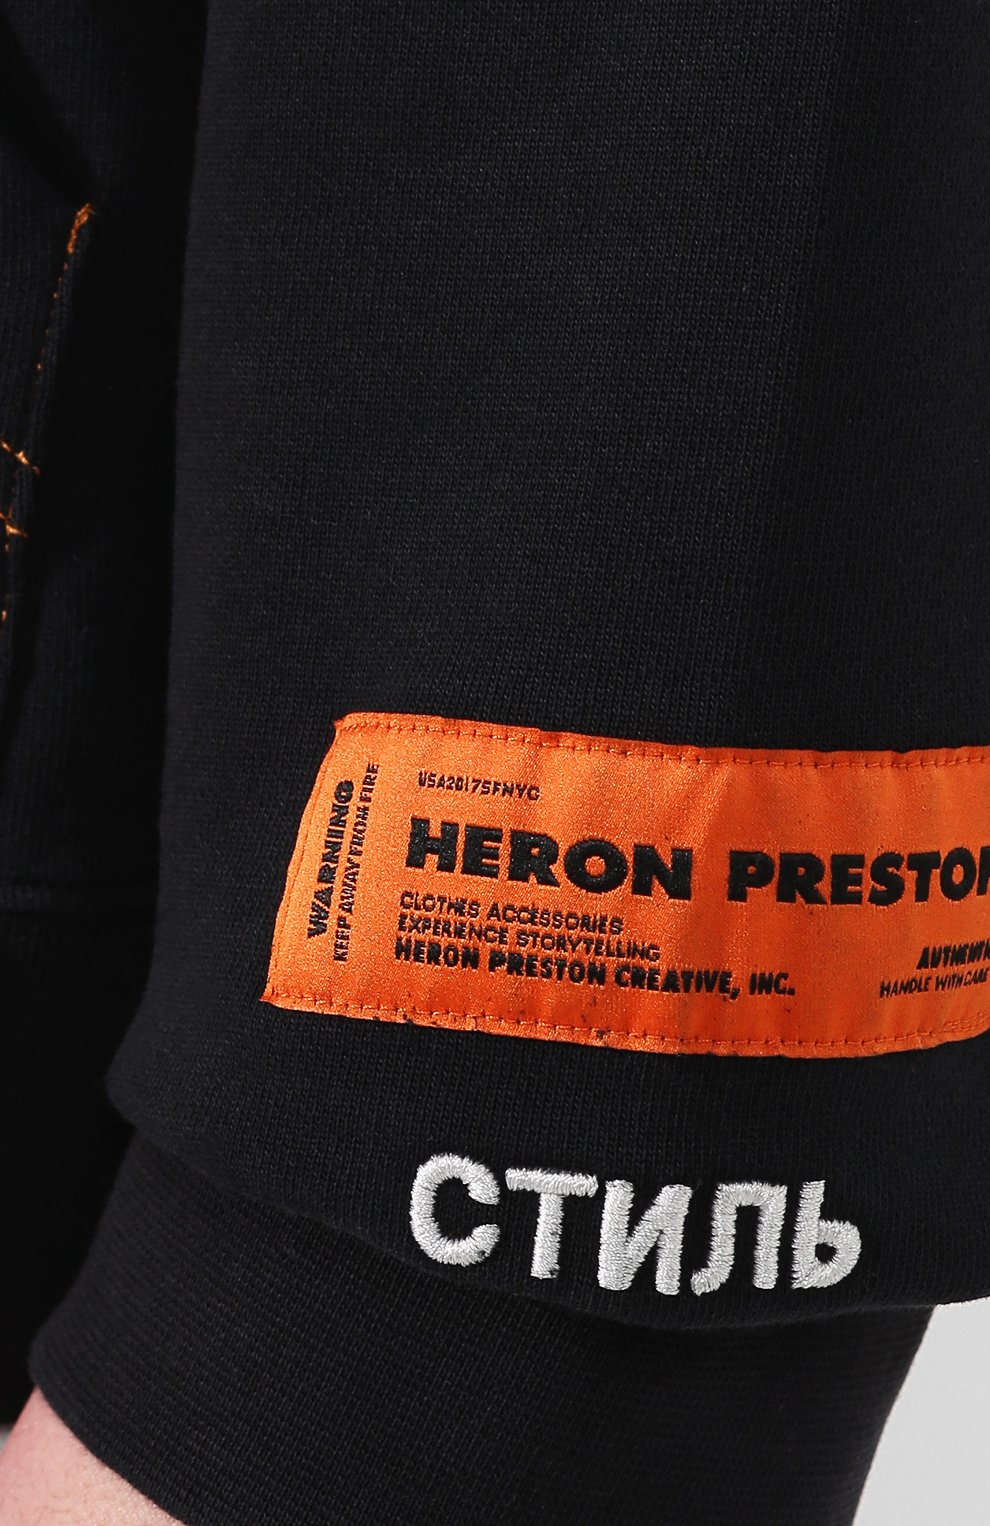 WARNING
KEEP AWAY FROM FIRE
USA2017SFNYC
HERON PRESTON
CLOTHES ACCESSORIES
EXPERIENCE STORYTELLING
HERON PRESTON CREATIVE, INC.
HANDLE WITH CARE
СТИЛЬ